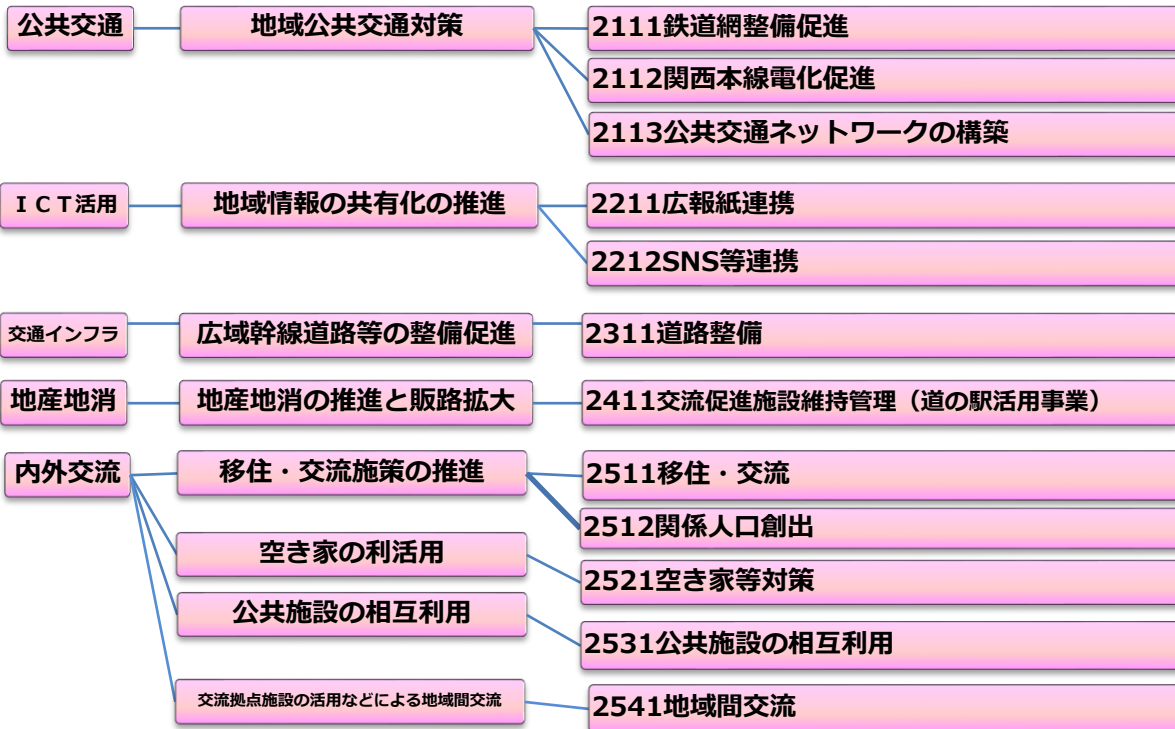 公共交通
地域公共交通対策
2111鉄道網整備促進
2112関西本線電化促進
2113公共交通ネットワークの構築
ＩＣＴ活用
地域情報の共有化の推進
2211広報紙連携
2212SNS等連携
交通インフラ
広域幹線道路等の整備促進
2311道路整備
地産地消
地産地消の推進と販路拡大
2411交流促進施設維持管理（道の駅活用事業）
内外交流
移住・交流施策の推進
2511移住・交流
2512関係人口創出
空き家の利活用
2521空き家等対策
公共施設の相互利用
2531公共施設の相互利用
交流拠点施設の活用などによる地域間交流
2541地域間交流